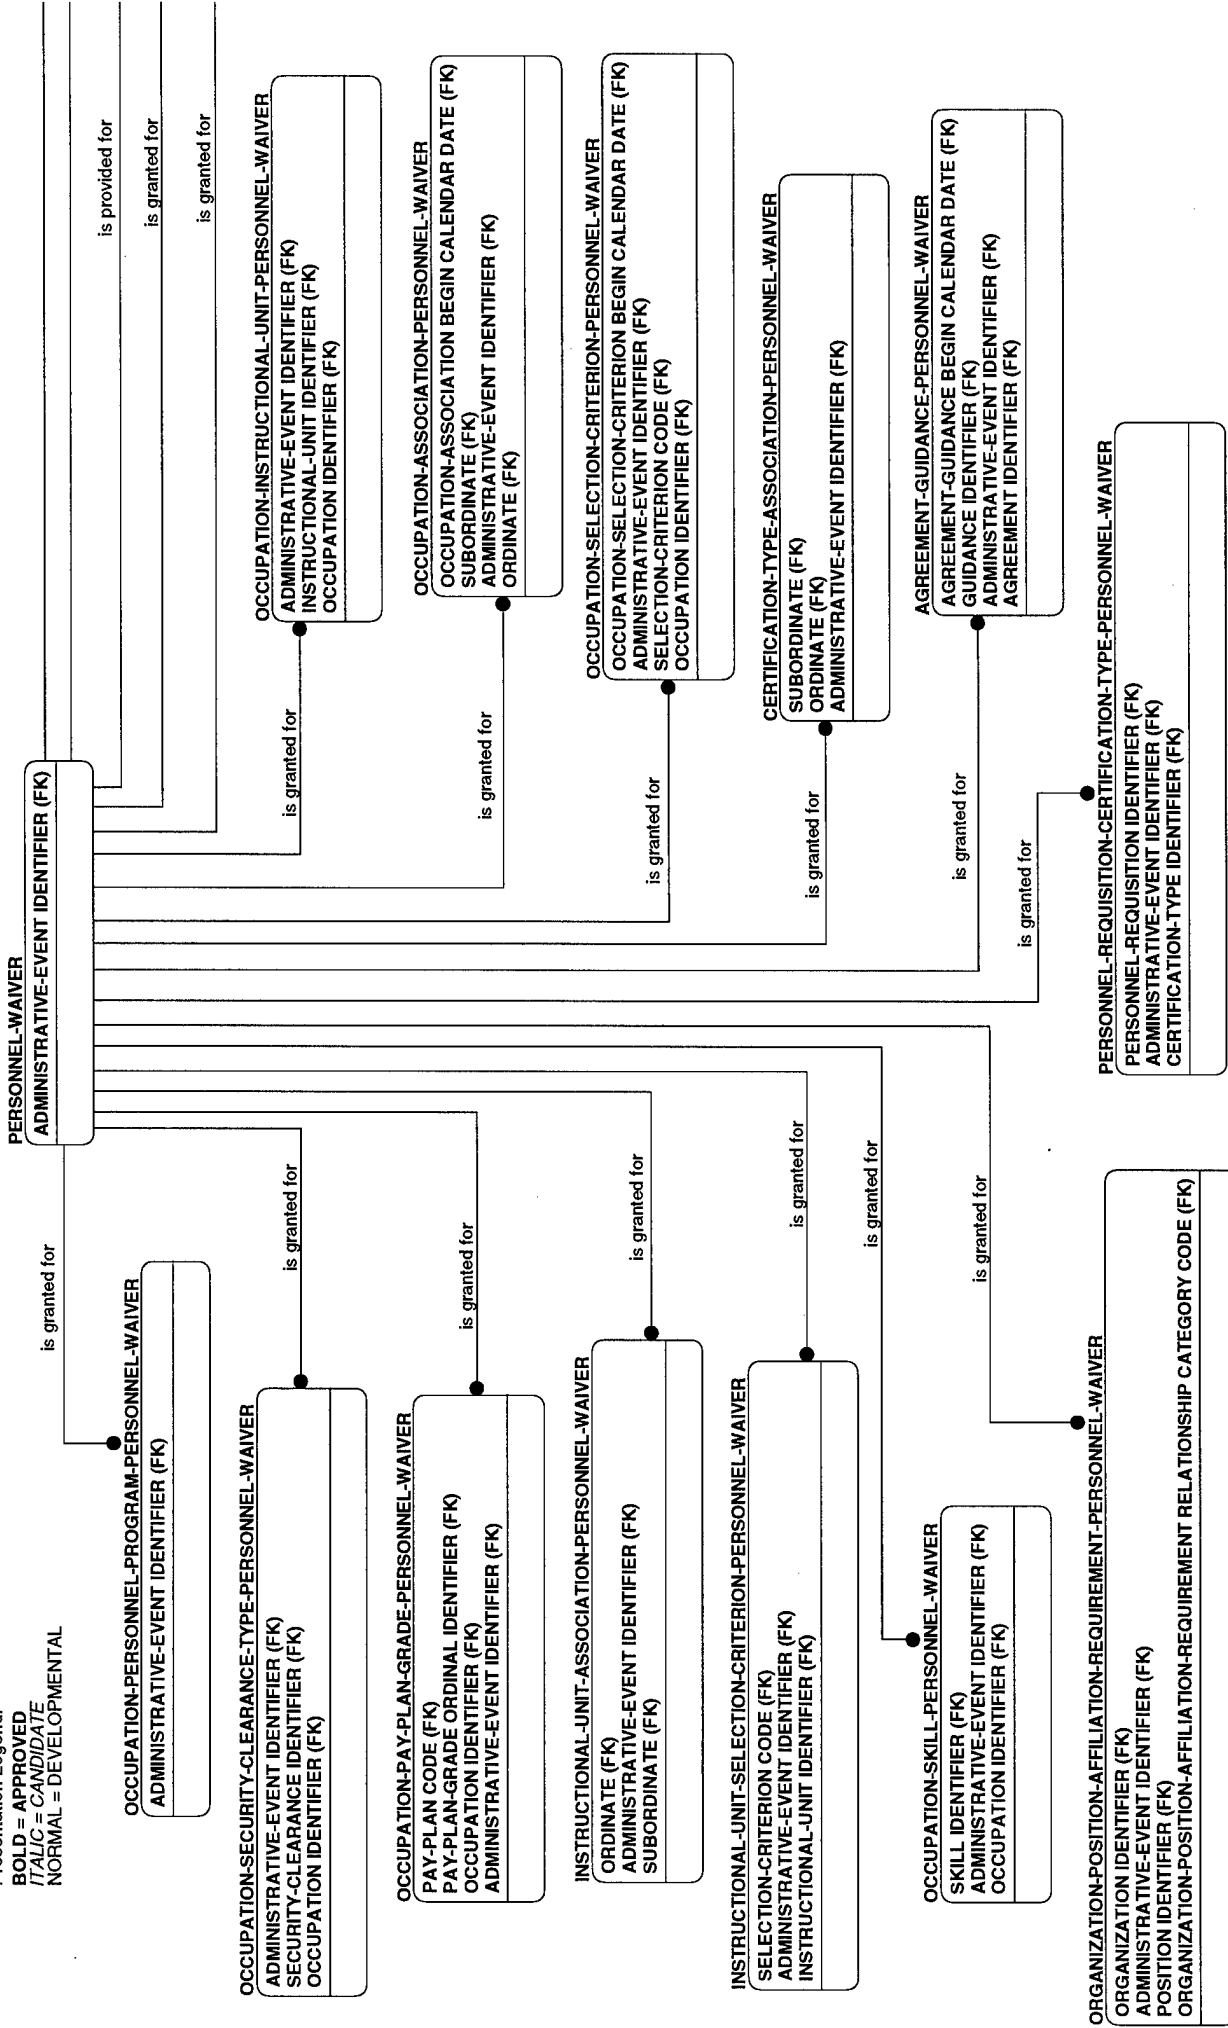 Presentation Legend:
BOLD = APPROVED
ITALIC = CANDIDATE
NORMAL = DEVELOPMENTAL
PERSONNEL-WAIVER
ADMINISTRATIVE-EVENT IDENTIFIER (FK)
is provided for
is granted for
is granted for
is granted for
OCCUPATION-PERSONNEL-PROGRAM-PERSONNEL-WAIVER
ADMINISTRATIVE-EVENT IDENTIFIER (FK)
is granted for
OCCUPATION-SECURITY-CLEARANCE-TYPE-PERSONNEL-WAIVER
ADMINISTRATIVE-EVENT IDENTIFIER (FK)
SECURITY-CLEARANCE IDENTIFIER (FK)
OCCUPATION IDENTIFIER (FK)
is granted for
OCCUPATION-INSTRUCTIONAL-UNIT-PERSONNEL-WAIVER
ADMINISTRATIVE-EVENT IDENTIFIER (FK)
INSTRUCTIONAL-UNIT IDENTIFIER (FK)
OCCUPATION IDENTIFIER (FK)
is granted for
OCCUPATION-PAY-PLAN-GRADE-PERSONNEL-WAIVER
PAY-PLAN CODE (FK)
PAY-PLAN-GRADE ORDINAL IDENTIFIER (FK)
OCCUPATION IDENTIFIER (FK)
ADMINISTRATIVE-EVENT IDENTIFIER (FK)
is granted for
OCCUPATION-ASSOCIATION-PERSONNEL-WAIVER
OCCUPATION-ASSOCIATION BEGIN CALENDAR DATE (FK)
SUBORDINATE (FK)
ADMINISTRATIVE-EVENT IDENTIFIER (FK)
ORDINATE (FK)
is granted for
INSTRUCTIONAL-UNIT-ASSOCIATION-PERSONNEL-WAIVER
ORDINATE (FK)
ADMINISTRATIVE-EVENT IDENTIFIER (FK)
SUBORDINATE (FK)
is granted for
OCCUPATION-SELECTION-CRITERION-PERSONNEL-WAIVER
OCCUPATION-SELECTION-CRITERION BEGIN CALENDAR DATE (FK)
ADMINISTRATIVE-EVENT IDENTIFIER (FK)
SELECTION-CRITERION CODE (FK)
OCCUPATION IDENTIFIER (FK)
is granted for
INSTRUCTIONAL-UNIT-SELECTION-CRITERION-PERSONNEL-WAIVER
SELECTION-CRITERION CODE (FK)
ADMINISTRATIVE-EVENT IDENTIFIER (FK)
INSTRUCTIONAL-UNIT IDENTIFIER (FK)
is granted for
CERTIFICATION-TYPE-ASSOCIATION-PERSONNEL-WAIVER
SUBORDINATE (FK)
ORDINATE (FK)
ADMINISTRATIVE-EVENT IDENTIFIER (FK)
is granted for
OCCUPATION-SKILL-PERSONNEL-WAIVER
SKILL IDENTIFIER (FK)
ADMINISTRATIVE-EVENT IDENTIFIER (FK)
OCCUPATION IDENTIFIER (FK)
is granted for
AGREEMENT-GUIDANCE-PERSONNEL-WAIVER
AGREEMENT-GUIDANCE BEGIN CALENDAR DATE (FK)
GUIDANCE IDENTIFIER (FK)
ADMINISTRATIVE-EVENT IDENTIFIER (FK)
AGREEMENT IDENTIFIER (FK)
is granted for
ORGANIZATION-POSITION-AFFILIATION-REQUIREMENT-PERSONNEL-WAIVER
ORGANIZATION IDENTIFIER (FK)
ADMINISTRATIVE-EVENT IDENTIFIER (FK)
POSITION IDENTIFIER (FK)
ORGANIZATION-POSITION-AFFILIATION-REQUIREMENT RELATIONSHIP CATEGORY CODE (FK)
is granted for
PERSONNEL-REQUISITION-CERTIFICATION-TYPE-PERSONNEL-WAIVER
PERSONNEL-REQUISITION IDENTIFIER (FK)
ADMINISTRATIVE-EVENT IDENTIFIER (FK)
CERTIFICATION-TYPE IDENTIFIER (FK)